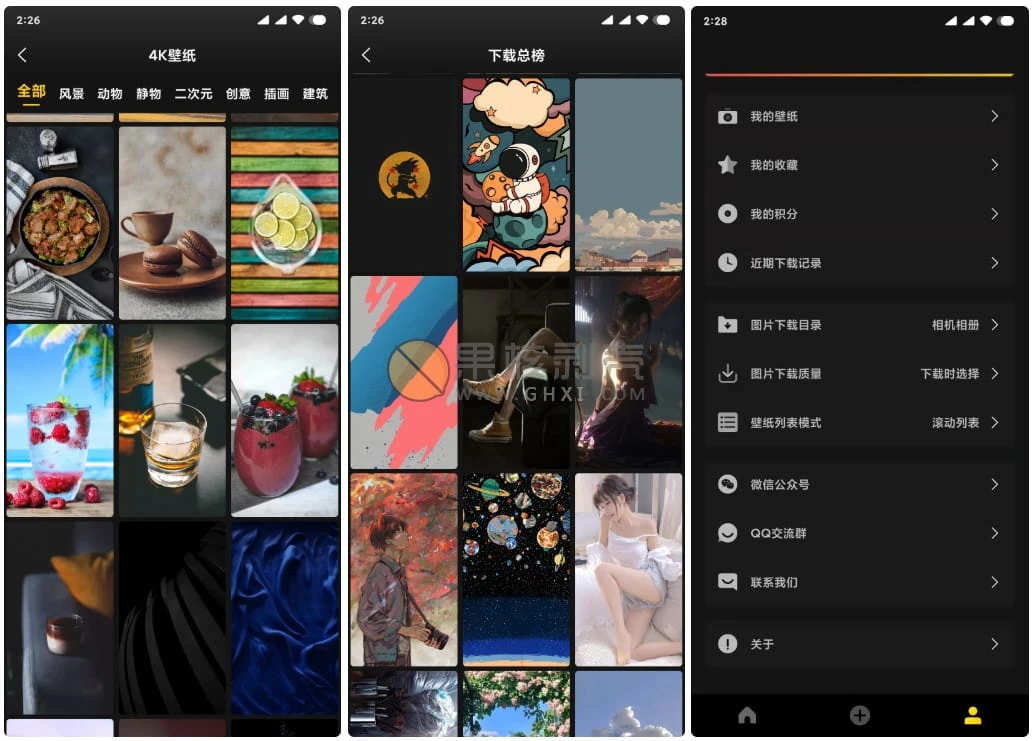 2:26
4K壁纸
全部 风景 动物 静物 二次元 创意 插画 建筑
2:26
下载总榜
果核剥壳
WWW.GHXI.COM
2:28
我的壁纸
我的收藏
我的积分
近期下载记录
图片下载目录 相机相册
图片下载质量 下载时选择
壁纸列表模式 滚动列表
微信公众号
QQ交流群
联系我们
关于